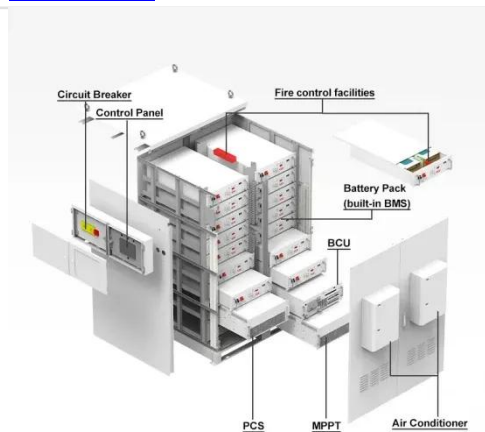 Circuit Breaker
Control Panel
Fire control facilities
Battery Pack
(built-in BMS)
BCU
PCS
MPPT
Air Conditioner